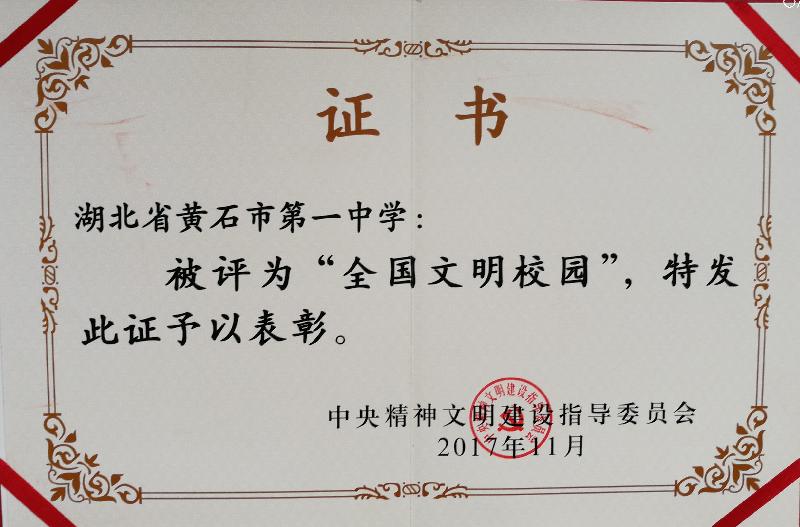 证书
湖北省黄石市第一中学：
被评为“全国文明校园”，特发
此证予以表彰。
中央精神文明建设指导委员会
2017年11月